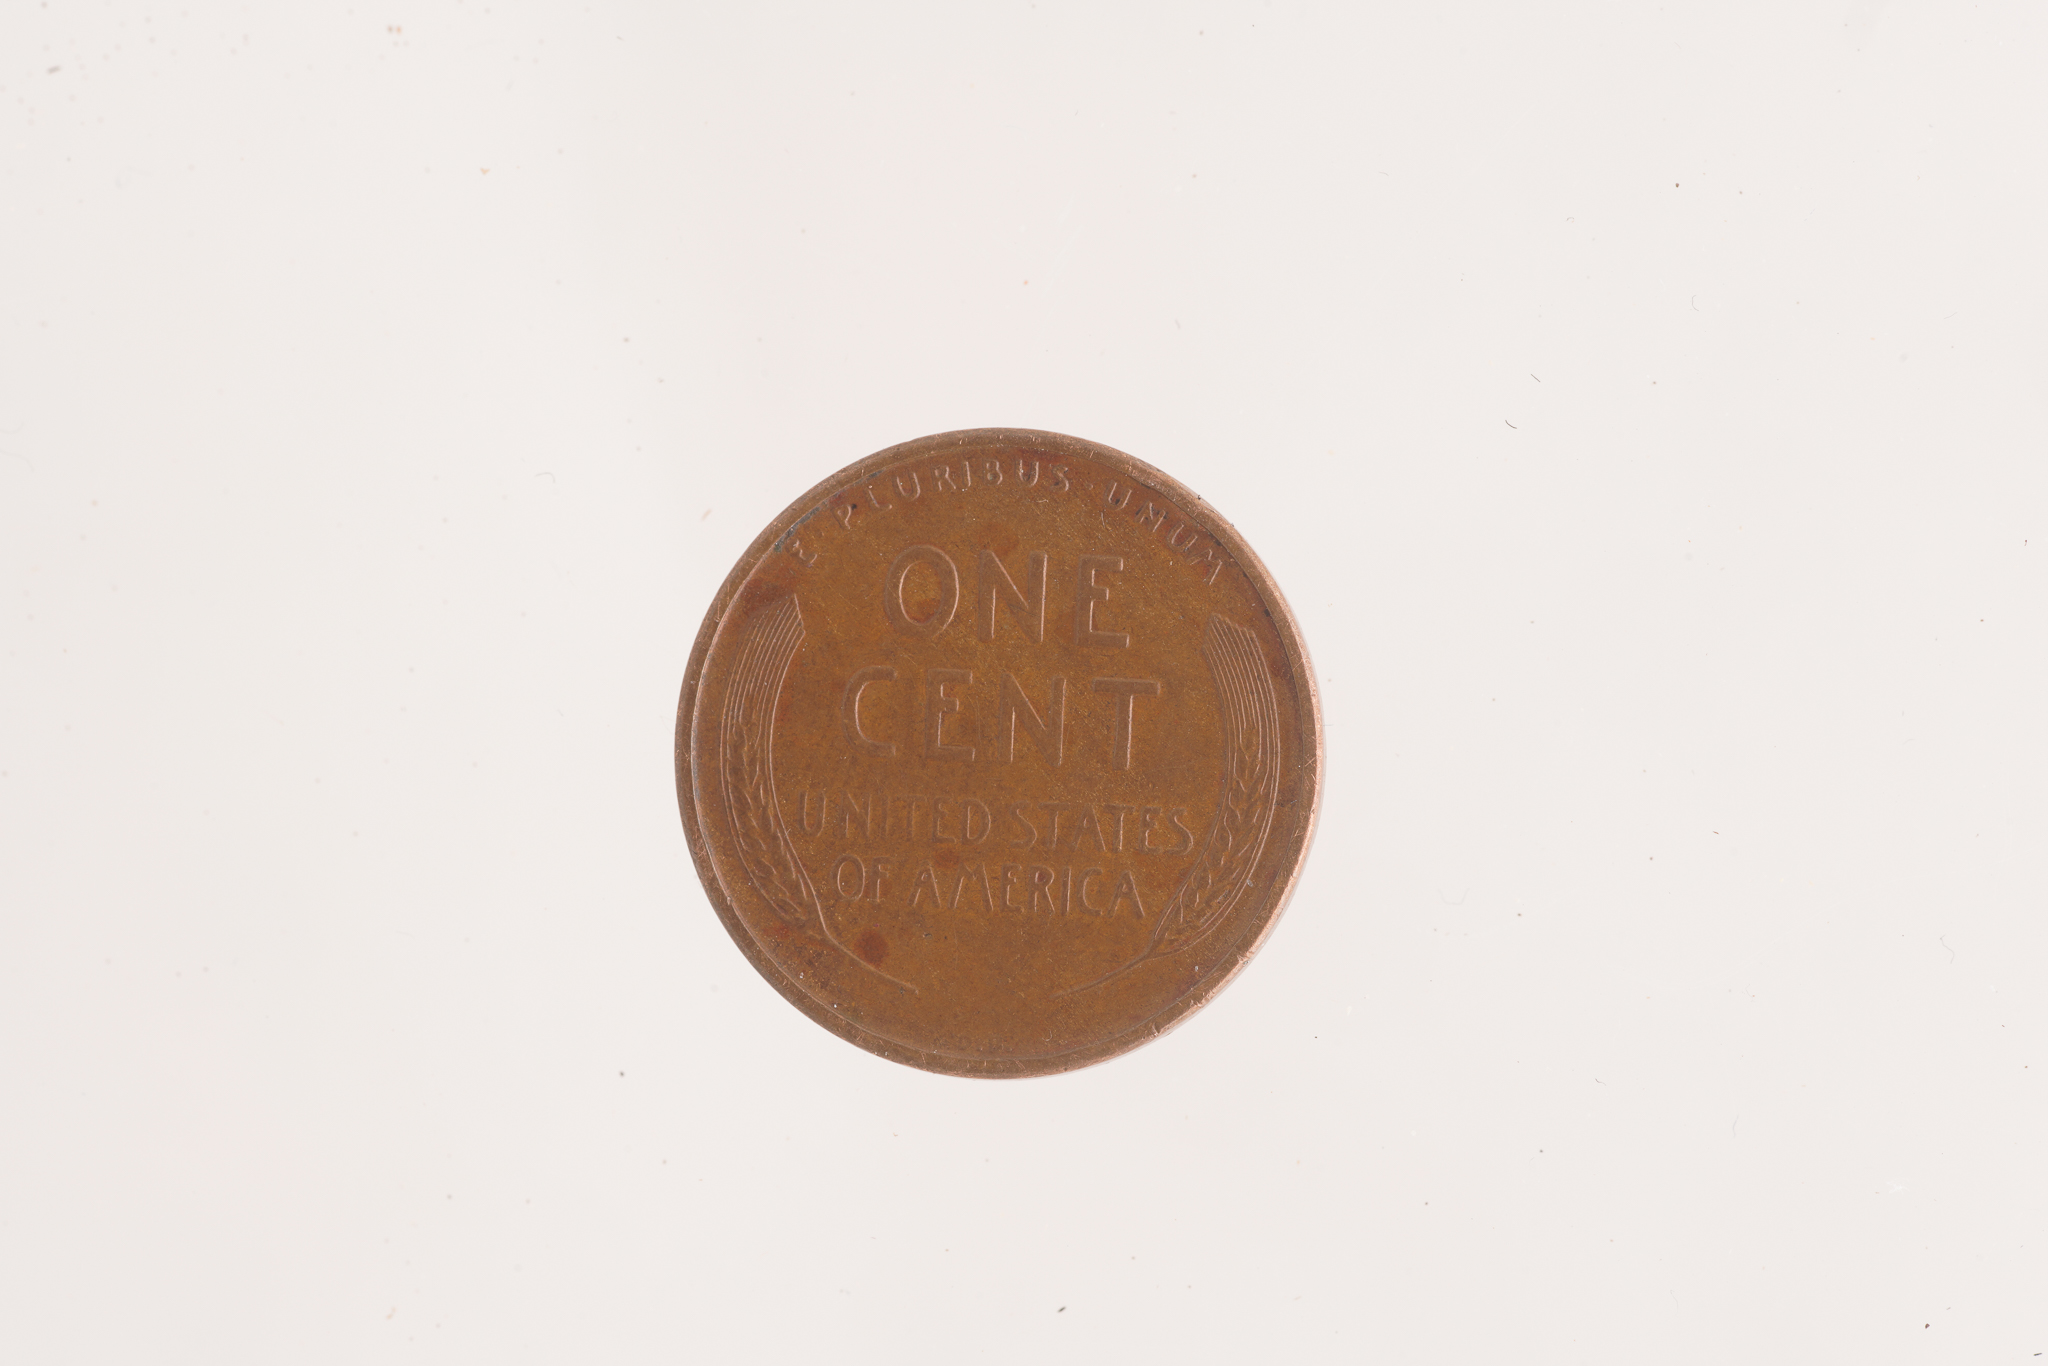 E · PLURIBUS · UNUM
ONE
CENT
UNITED STATES
OF AMERICA